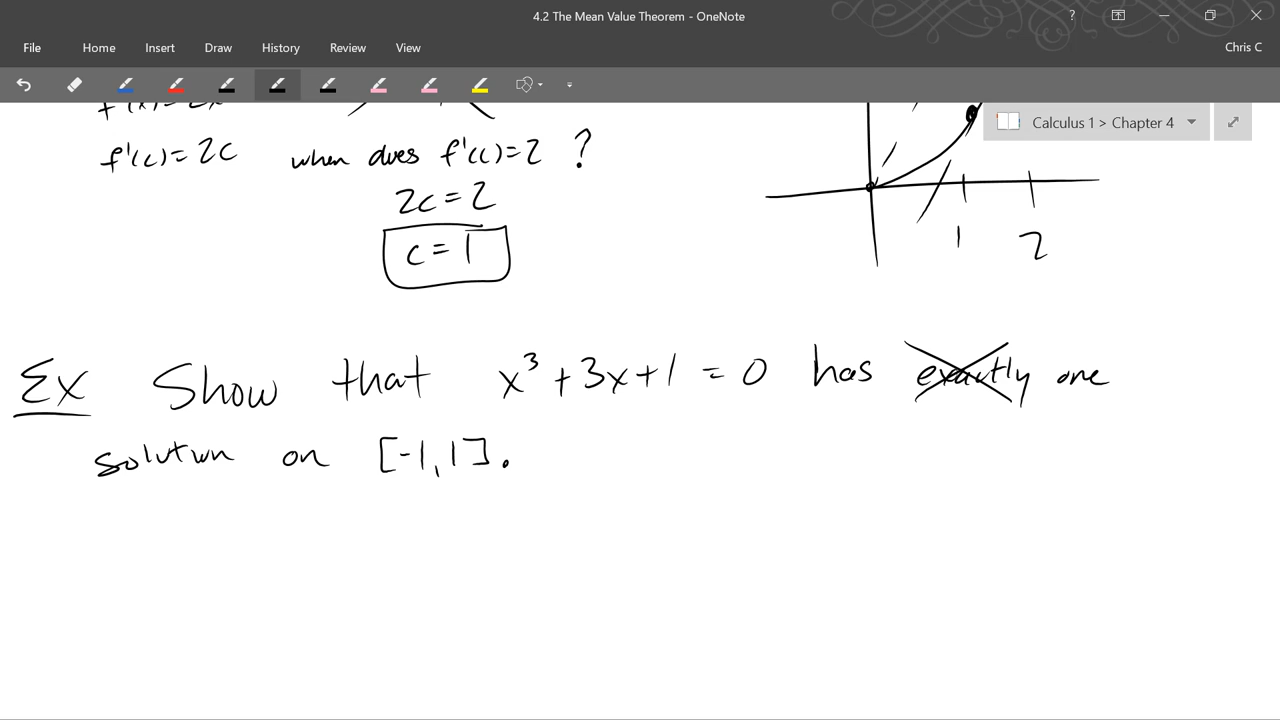 4.2 The Mean Value Theorem - OneNote
File Home Insert Draw History Review View Chris C
Calculus 1 > Chapter 4
f'(x)=2x
f'(c)=2c when does f'(c)=2 ?
2c=2
c=1
1 2
Ex Show that x³+3x+1=0 has exactly one
solution on [-1,1].